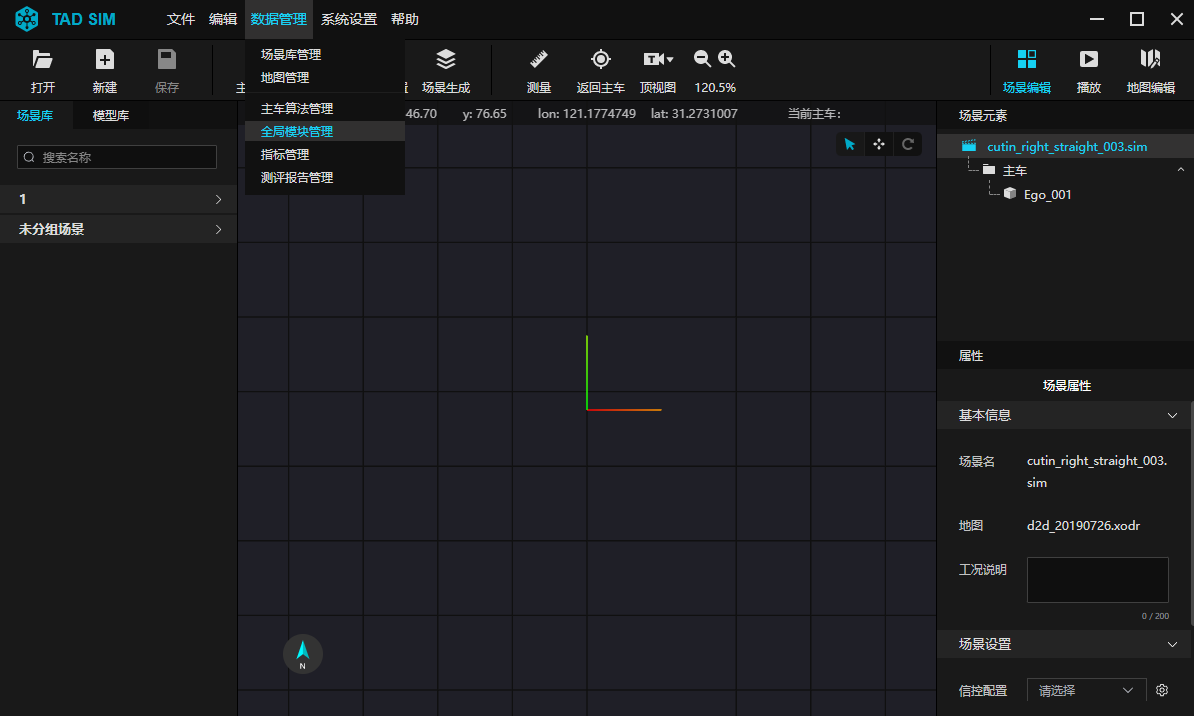 TAD SIM 文件 编辑 数据管理 系统设置 帮助
场景库管理
地图管理
主车算法管理
全局模块管理
指标管理
测评报告管理
打开 新建 保存 场景生成 测量 返回主车 顶视图 120.5% 场景编辑 播放 地图编辑
场景库 模型库
46.70 y: 76.65 lon: 121.1774749 lat: 31.2731007 当前主车:
搜索名称
1
未分组场景
N
场景元素
cutin_right_straight_003.sim
主车
Ego_001
属性
场景属性
基本信息
场景名 cutin_right_straight_003.
sim
地图 d2d_20190726.xodr
工况说明
0 / 200
场景设置
信控配置 请选择